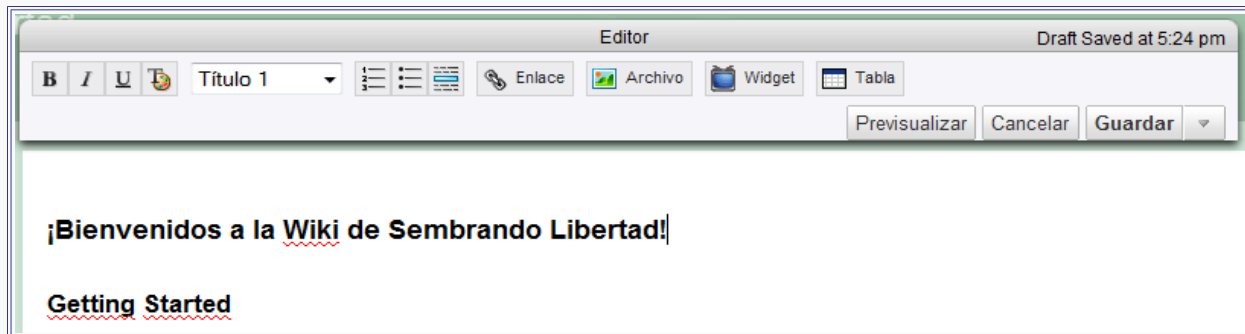 Editor
Draft Saved at 5:24 pm
B I U T Título 1 Enlace Archivo Widget Tabla
Previsualizar Cancelar Guardar
¡Bienvenidos a la Wiki de Sembrando Libertad!
Getting Started